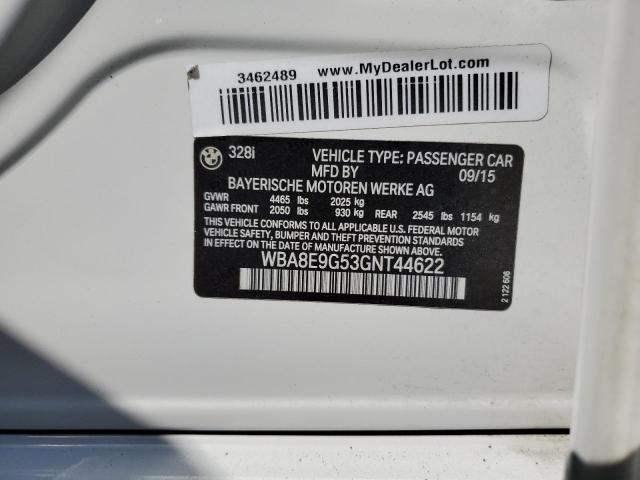 3462489 www.MyDealerLot.com
328i VEHICLE TYPE: PASSENGER CAR
MFD BY 09/15
BAYERISCHE MOTOREN WERKE AG
GVWR 4465 lbs 2025 kg
GAWR FRONT 2050 lbs 930 kg REAR 2545 lbs 1154 kg
THIS VEHICLE CONFORMS TO ALL APPLICABLE U.S. FEDERAL MOTOR
VEHICLE SAFETY, BUMPER, AND THEFT PREVENTION STANDARDS
IN EFFECT ON THE DATE OF MANUFACTURE SHOWN ABOVE.
WBA8E9G53GNT44622
2 122 606